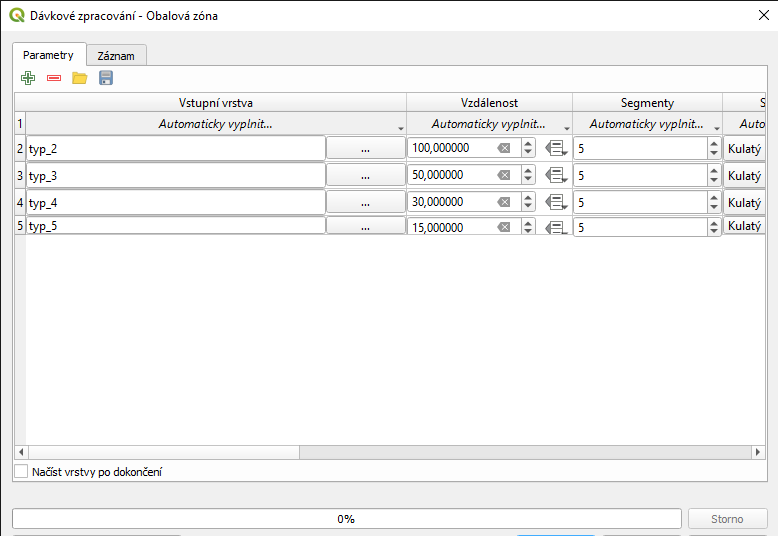 Dávkové zpracování - Obalová zóna
Parametry Záznam
Vstupní vrstva Vzdálenost Segmenty S
1 Automaticky vyplnit... Automaticky vyplnit... Automaticky vyplnit... Auto
2 typ_2 ... 100,000000 5 Kulatý
3 typ_3 ... 50,000000 5 Kulatý
4 typ_4 ... 30,000000 5 Kulatý
5 typ_5 ... 15,000000 5 Kulatý
Načíst vrstvy po dokončení
0% Storno